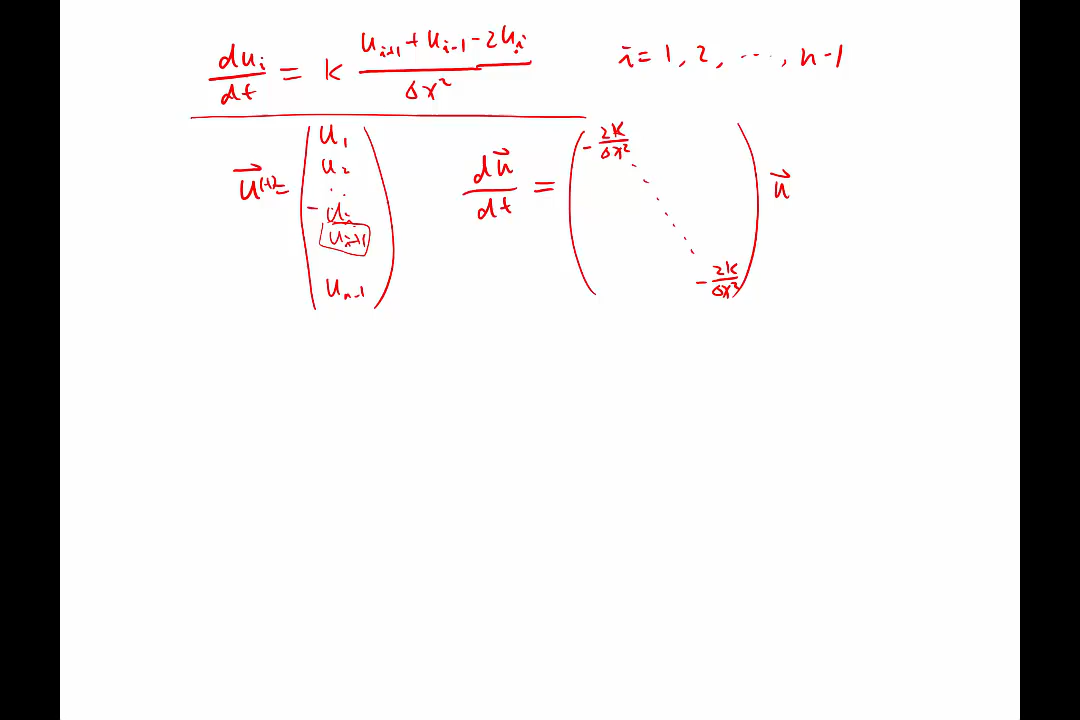 du_i/dt = k (u_{i+1} + u_{i-1} - 2u_i)/Δx² i = 1, 2, ..., n-1
u⃗(t) = (u_1 u_2 ... u_i u_{i+1} u_{n-1})
du⃗/dt = (-2k/Δx² ... -2k/Δx²) u⃗